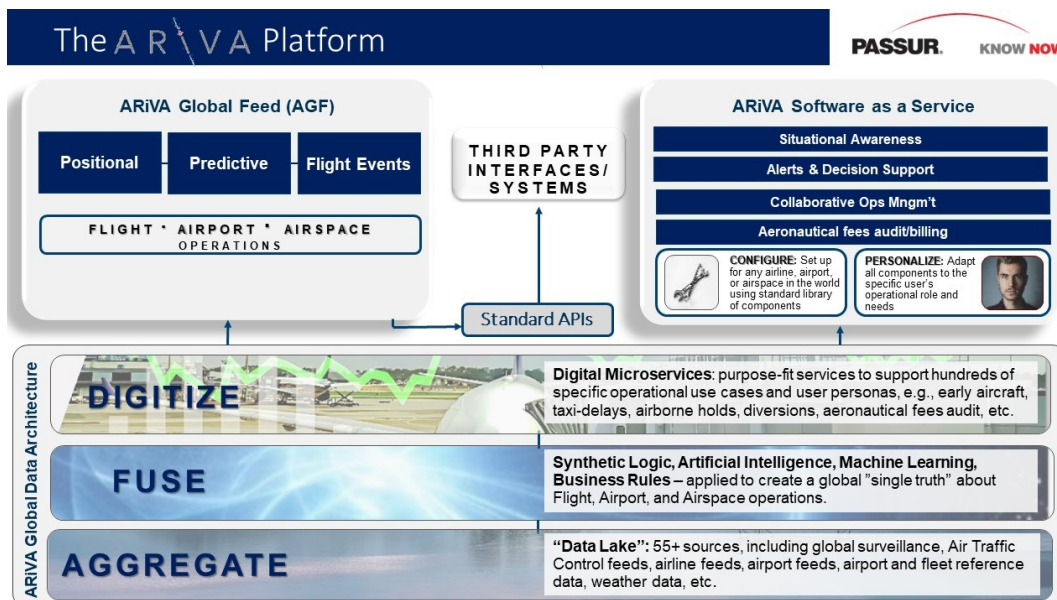 The ARiVA Platform
PASSUR. KNOW NOW
ARiVA Global Feed (AGF)
Positional
Predictive
Flight Events
FLIGHT • AIRPORT • AIRSPACE
OPERATIONS
THIRD PARTY
INTERFACES/
SYSTEMS
Standard APIs
ARiVA Software as a Service
Situational Awareness
Alerts & Decision Support
Collaborative Ops Mngm't
Aeronautical fees audit/billing
CONFIGURE: Set up
for any airline, airport,
or airspace in the world
using standard library
of components
PERSONALIZE: Adapt
all components to the
specific user's
operational role and
needs
ARiVA Global Data Architecture
DIGITIZE
Digital Microservices: purpose-fit services to support hundreds of
specific operational use cases and user personas, e.g., early aircraft,
taxi-delays, airborne holds, diversions, aeronautical fees audit, etc.
FUSE
Synthetic Logic, Artificial Intelligence, Machine Learning,
Business Rules – applied to create a global "single truth" about
Flight, Airport, and Airspace operations.
AGGREGATE
“Data Lake”: 55+ sources, including global surveillance, Air Traffic
Control feeds, airline feeds, airport feeds, airport and fleet reference
data, weather data, etc.